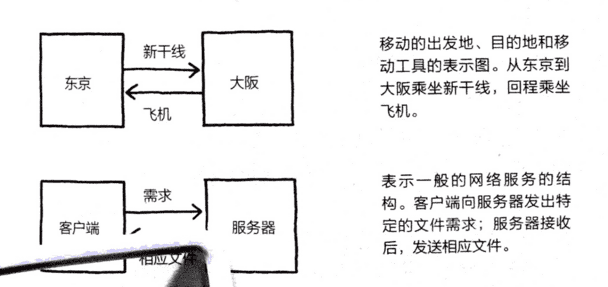 新干线
东京
大阪
飞机
移动的出发地、目的地和移
动工具的表示图。从东京到
大阪乘坐新干线，回程乘坐
飞机。
需求
客户端
服务器
相应文件
表示一般的网络服务的结
构。客户端向服务器发出特
定的文件需求；服务器接收
后，发送相应文件。